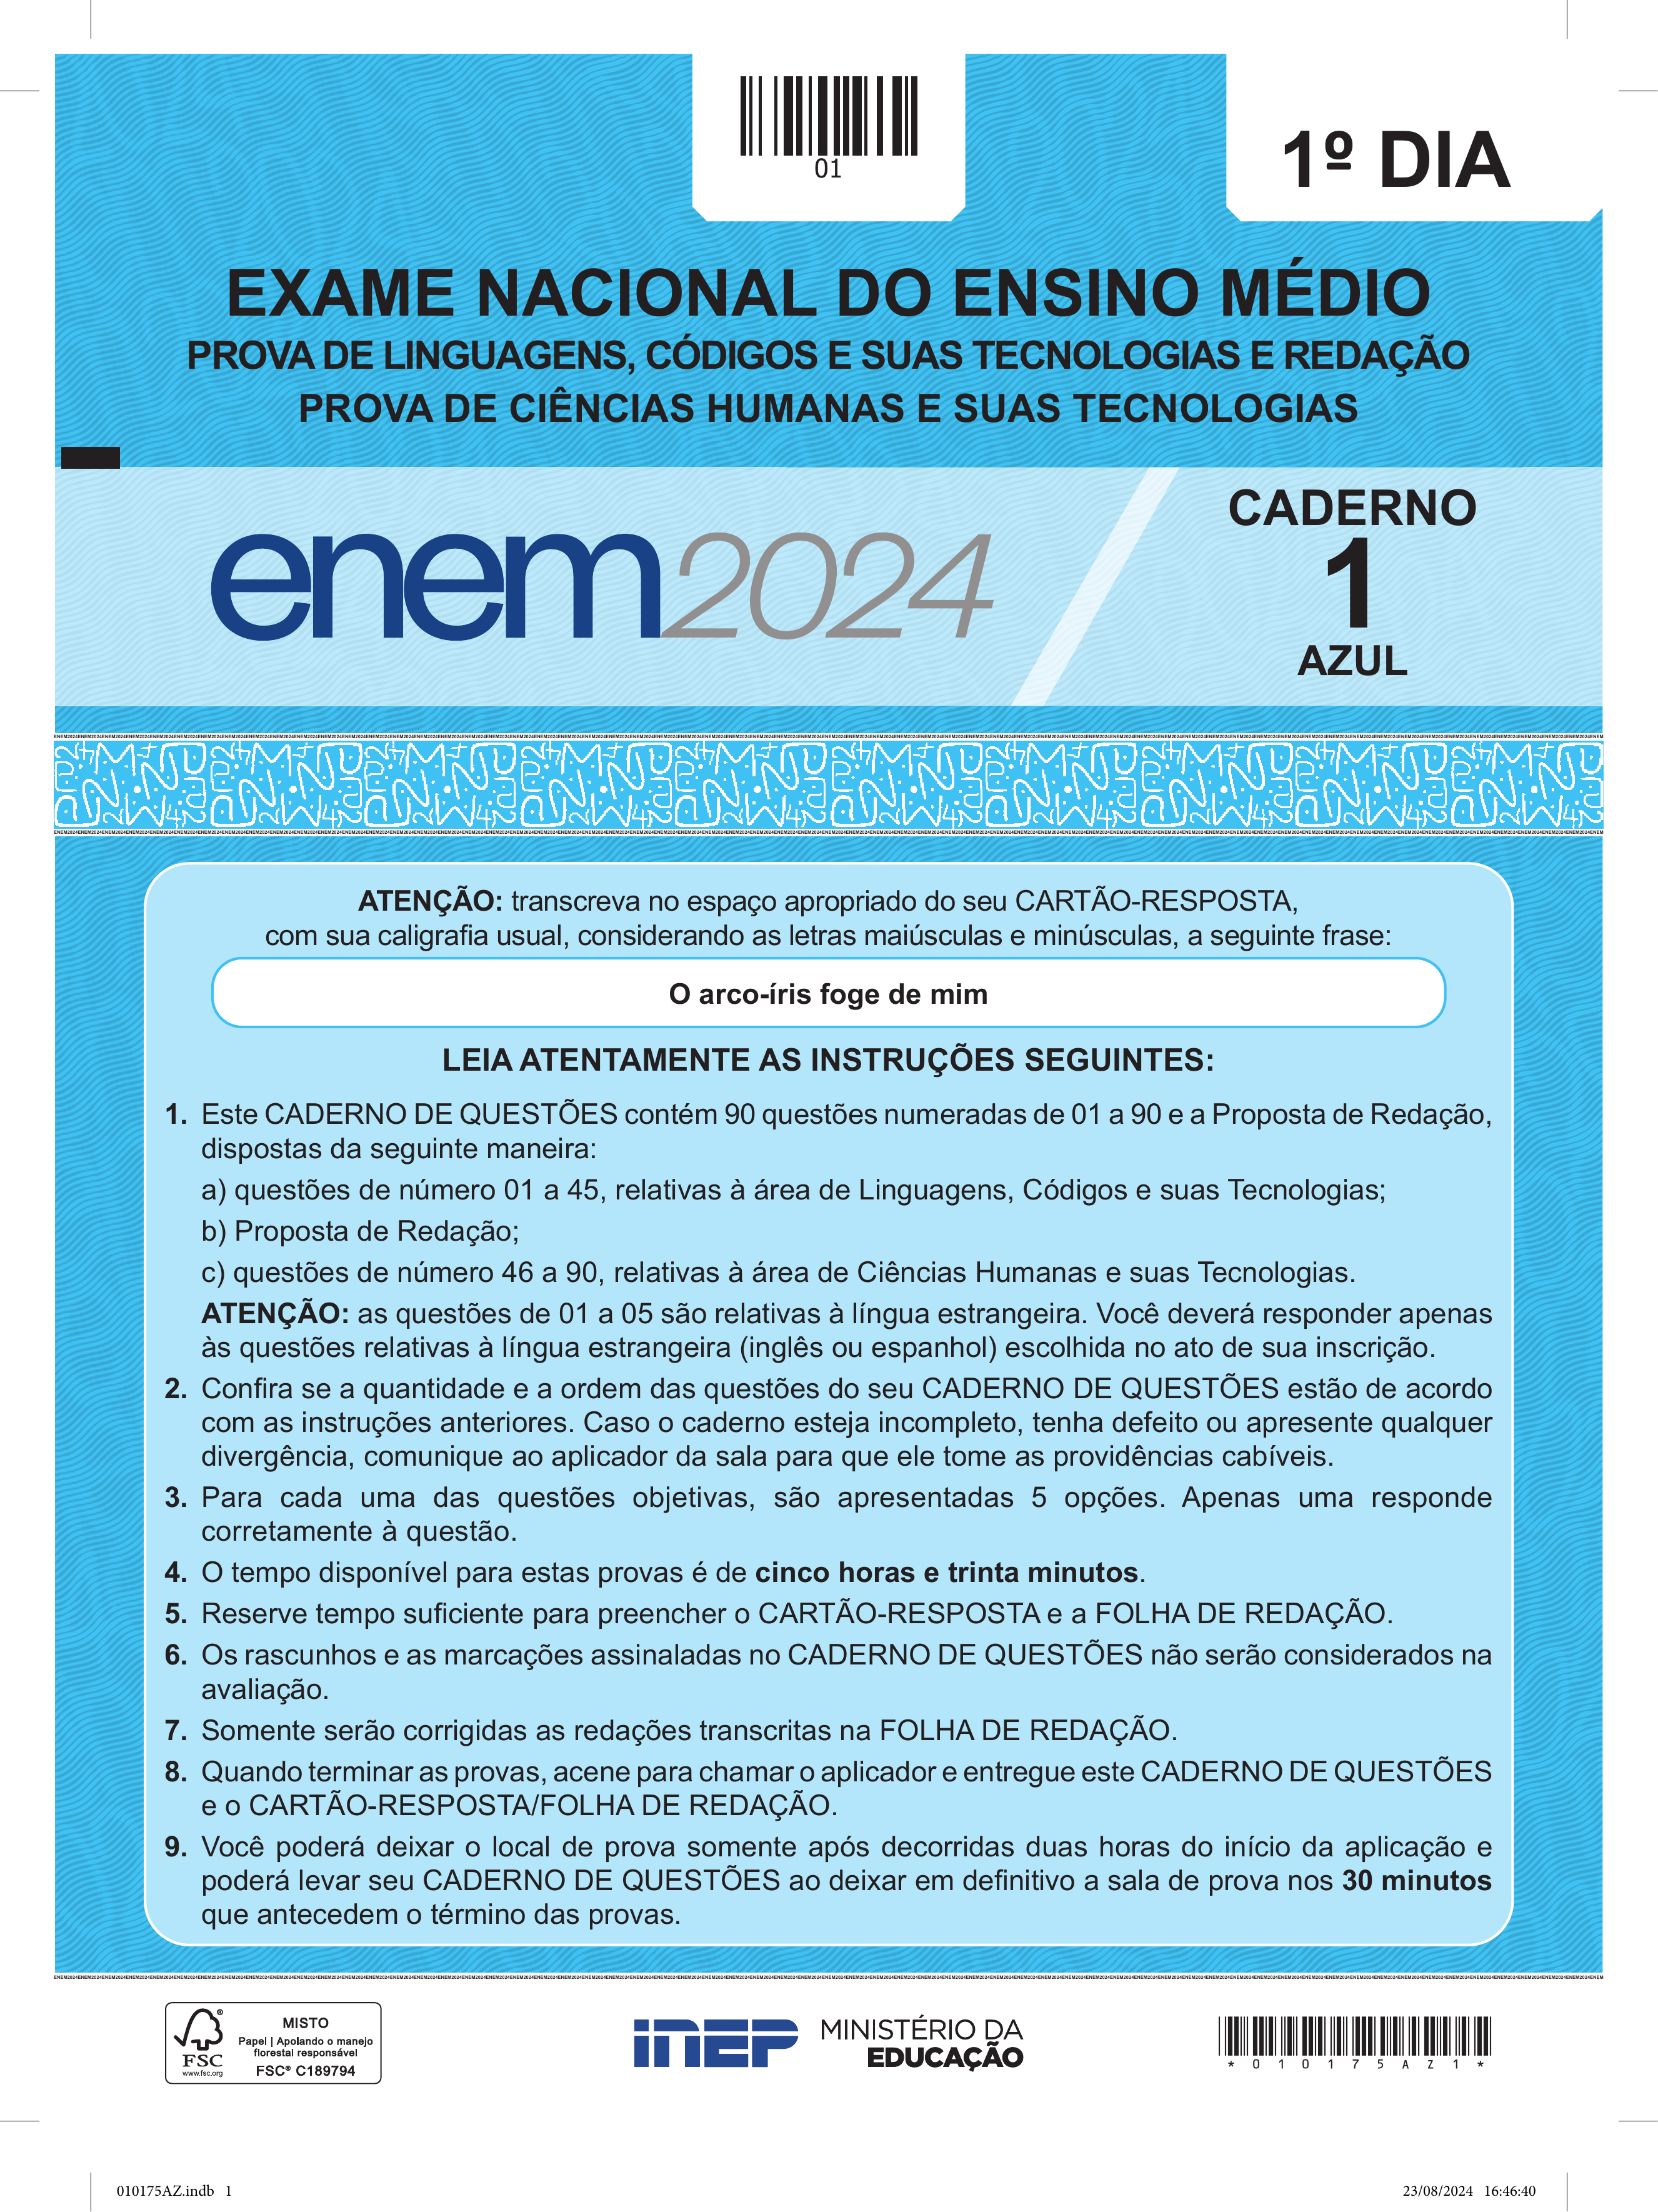 01
1º DIA
EXAME NACIONAL DO ENSINO MÉDIO
PROVA DE LINGUAGENS, CÓDIGOS E SUAS TECNOLOGIAS E REDAÇÃO
PROVA DE CIÊNCIAS HUMANAS E SUAS TECNOLOGIAS
enem2024
CADERNO
1
AZUL
ATENÇÃO: transcreva no espaço apropriado do seu CARTÃO-RESPOSTA,
com sua caligrafia usual, considerando as letras maiúsculas e minúsculas, a seguinte frase:
O arco-íris foge de mim
LEIA ATENTAMENTE AS INSTRUÇÕES SEGUINTES:
1. Este CADERNO DE QUESTÕES contém 90 questões numeradas de 01 a 90 e a Proposta de Redação,
dispostas da seguinte maneira:
a) questões de número 01 a 45, relativas à área de Linguagens, Códigos e suas Tecnologias;
b) Proposta de Redação;
c) questões de número 46 a 90, relativas à área de Ciências Humanas e suas Tecnologias.
ATENÇÃO: as questões de 01 a 05 são relativas à língua estrangeira. Você deverá responder apenas
às questões relativas à língua estrangeira (inglês ou espanhol) escolhida no ato de sua inscrição.
2. Confira se a quantidade e a ordem das questões do seu CADERNO DE QUESTÕES estão de acordo
com as instruções anteriores. Caso o caderno esteja incompleto, tenha defeito ou apresente qualquer
divergência, comunique ao aplicador da sala para que ele tome as providências cabíveis.
3. Para cada uma das questões objetivas, são apresentadas 5 opções. Apenas uma responde
corretamente à questão.
4. O tempo disponível para estas provas é de cinco horas e trinta minutos.
5. Reserve tempo suficiente para preencher o CARTÃO-RESPOSTA e a FOLHA DE REDAÇÃO.
6. Os rascunhos e as marcações assinaladas no CADERNO DE QUESTÕES não serão considerados na
avaliação.
7. Somente serão corrigidas as redações transcritas na FOLHA DE REDAÇÃO.
8. Quando terminar as provas, acene para chamar o aplicador e entregue este CADERNO DE QUESTÕES
e o CARTÃO-RESPOSTA/FOLHA DE REDAÇÃO.
9. Você poderá deixar o local de prova somente após decorridas duas horas do início da aplicação e
poderá levar seu CADERNO DE QUESTÕES ao deixar em definitivo a sala de prova nos 30 minutos
que antecedem o término das provas.
FSC
www.fsc.org
MISTO
Papel | Apoiando o manejo
florestal responsável
FSC® C189794
INEP
MINISTÉRIO DA
EDUCAÇÃO
*010175AZ1*
010175AZ.indb 1
23/08/2024 16:46:40